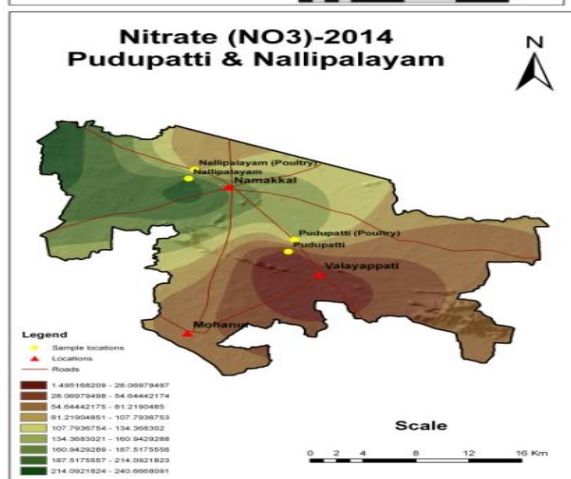 Nitrate (NO3)-2014
Pudupatti & Nallipalayam
N
Nallipalayam (Poultry)
Nallipalayam
Namakkal
Pudupatti (Poultry)
Pudupatti
Valayappati
Mohanur
Legend
Sample locations
Locations
Roads
1.495168209 - 28.06979497
28.06979498 - 54.64442174
54.64442175 - 81.21904850
81.21904851 - 107.7936753
107.7936754 - 134.368302
134.3683021 - 160.9429288
160.9429289 - 187.5175556
187.5175557 - 214.0921823
214.0921824 - 240.6668091
Scale
0 2 4 8 12 16 Km